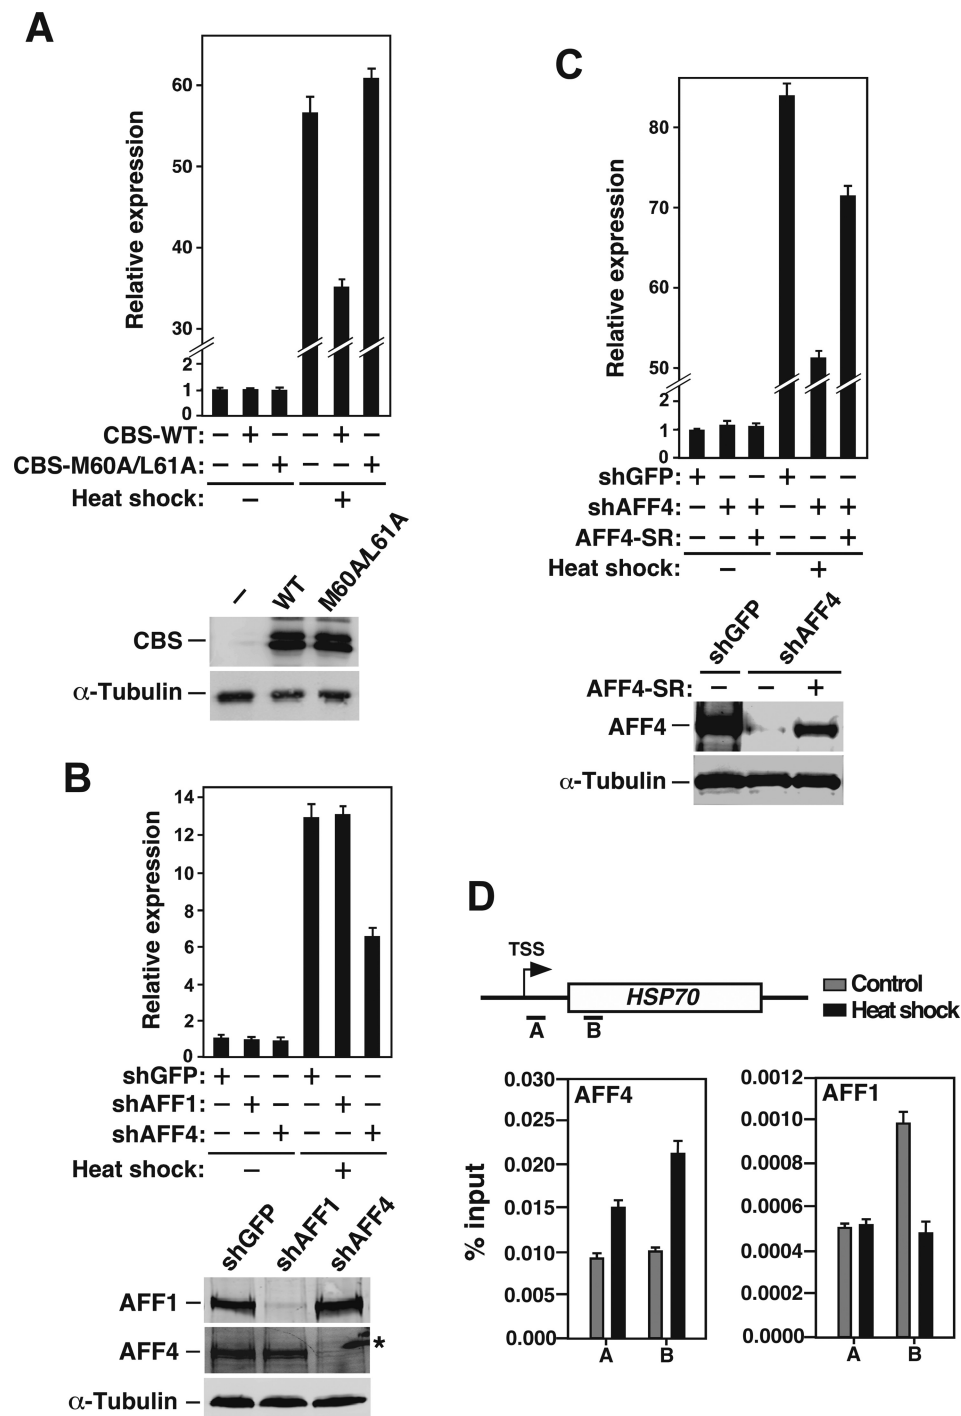 A
Relative expression
60
50
40
30
2
1
0
CBS-WT: – + – – + –
CBS-M60A/L61A: – – + – – +
Heat shock: – +
– WT M60A/L61A
CBS
α-Tubulin
B
Relative expression
14
12
10
8
6
4
2
0
shGFP: + – – + – –
shAFF1: – + – – + –
shAFF4: – – + – – +
Heat shock: – +
shGFP shAFF1 shAFF4
AFF1
AFF4 *
α-Tubulin
C
Relative expression
80
70
60
50
2
1
0
shGFP: + – – + – –
shAFF4: – + + – + +
AFF4-SR: – – + – – +
Heat shock: – +
shGFP shAFF4
AFF4-SR: – – +
AFF4
α-Tubulin
D
TSS
HSP70
A B
Control
Heat shock
% input
AFF4
0.030
0.025
0.020
0.015
0.010
0.005
0.000
A B
AFF1
0.0012
0.0010
0.0008
0.0006
0.0004
0.0002
0.0000
A B